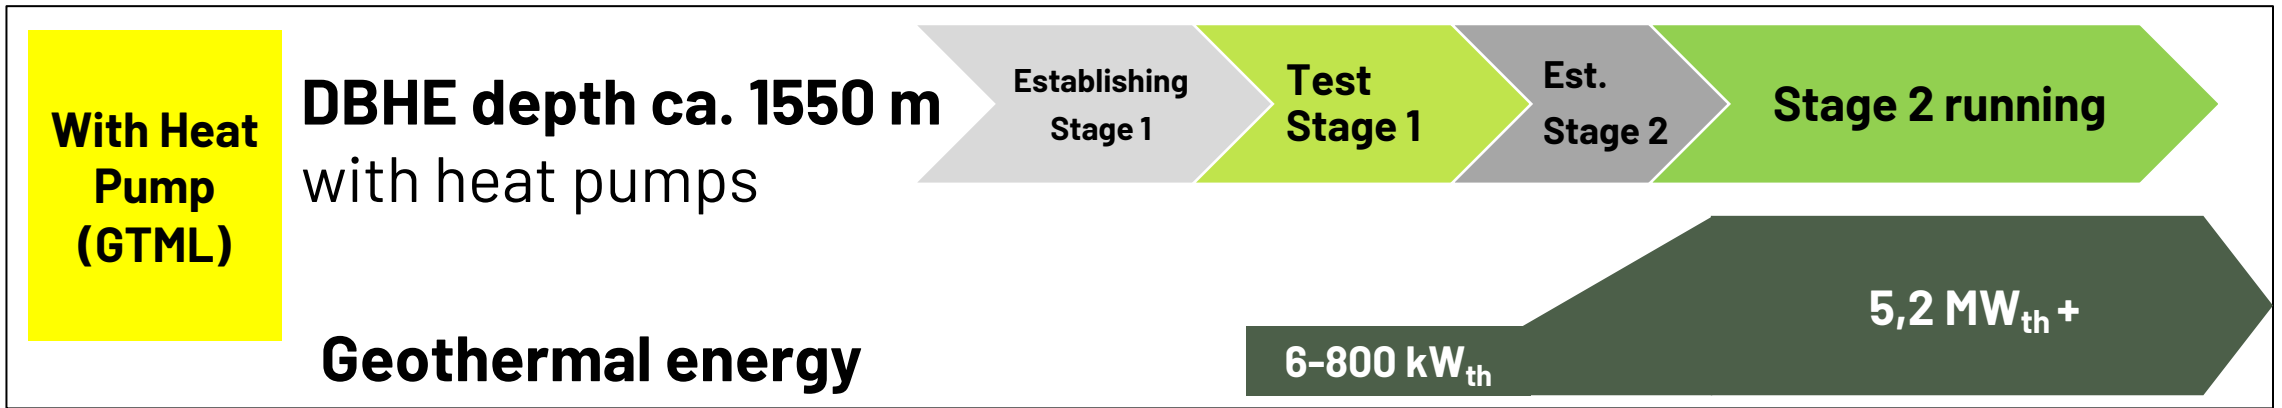 With Heat
Pump
(GTML)
DBHE depth ca. 1550 m
with heat pumps
Geothermal energy
Establishing
Stage 1
Test
Stage 1
Est.
Stage 2
Stage 2 running
6-800 kWth
5,2 MWth +